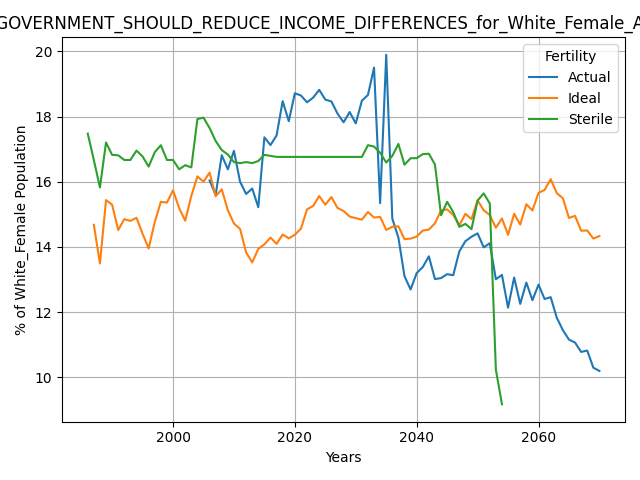 GOVERNMENT_SHOULD_REDUCE_INCOME_DIFFERENCES_for_White_Female_A
% of White_Female Population
20
18
16
14
12
10
Fertility
Actual
Ideal
Sterile
2000 2020 2040 2060
Years